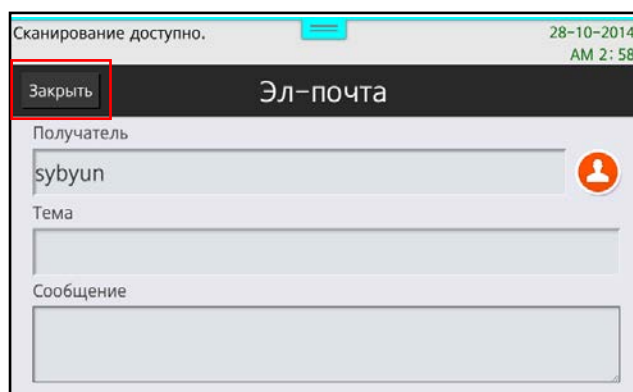 Сканирование доступно.
28-10-2014
AM 2:58
Закрыть
Эл-почта
Получатель
sybyun
Тема
Сообщение